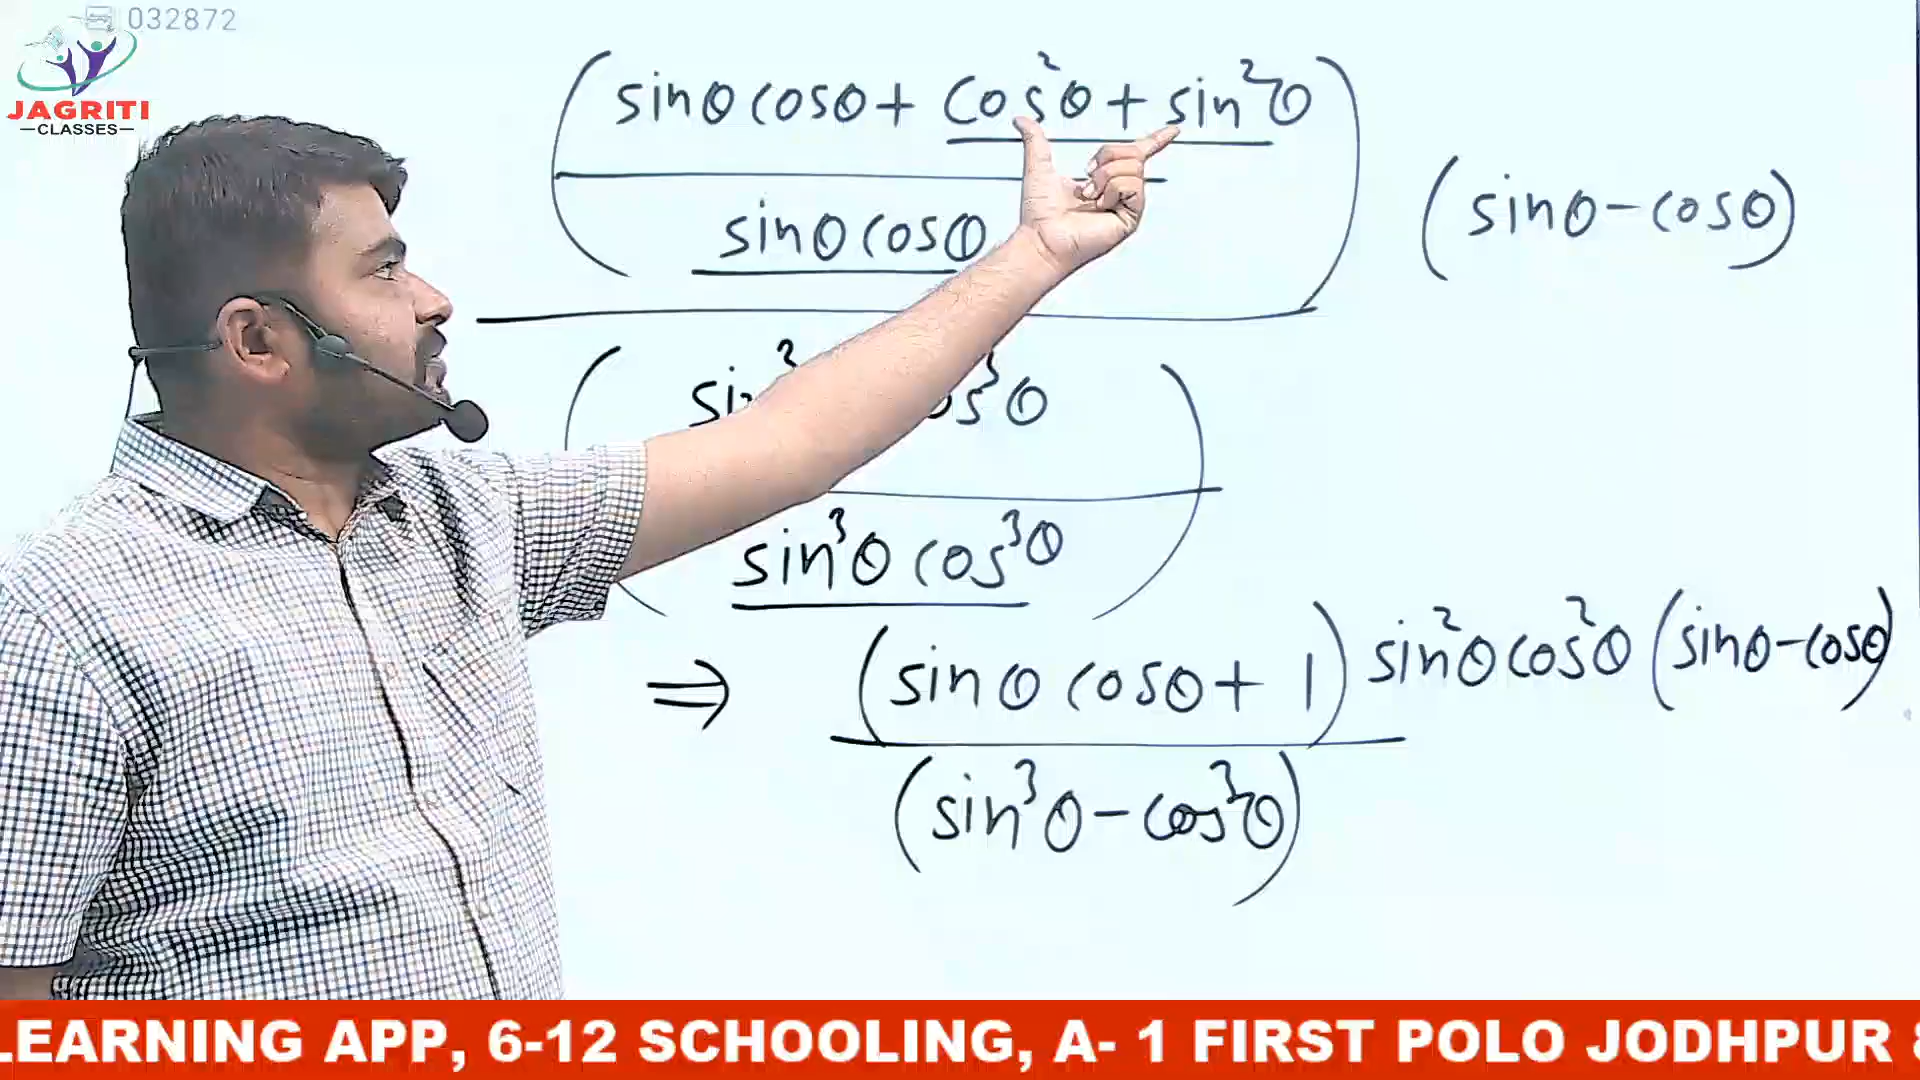 032872
JAGRITI
CLASSES
(sinθ cosθ + cos²θ + sin²θ)
sinθ cosθ
(sinθ - cosθ)
cos³θ
sin³θ cos³θ
⇒ (sinθ cosθ + 1) sin²θ cos²θ (sinθ - cosθ)
(sin³θ - cos³θ)
LEARNING APP, 6-12 SCHOOLING, A- 1 FIRST POLO JODHPUR